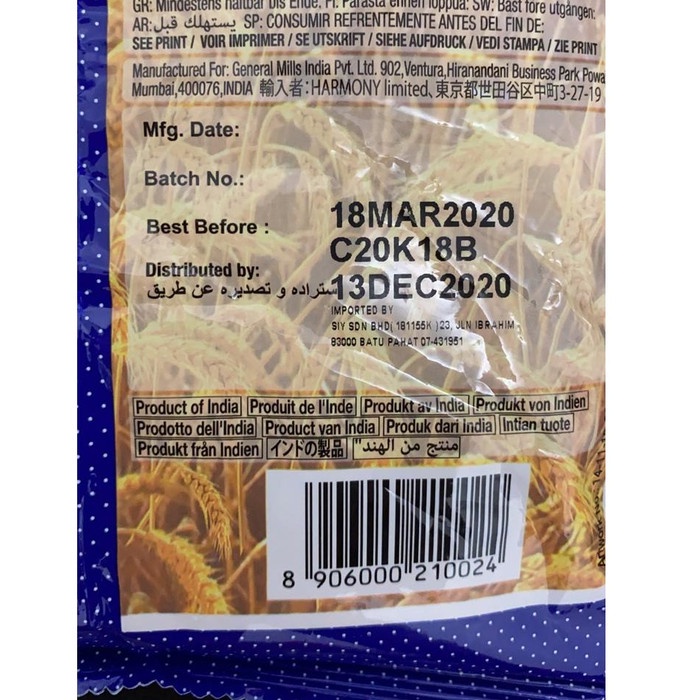 GR: Mindestens haltbar bis Ende; FI: Parasta ennen loppua: SW: Bäst före utgången:
AR: يستهلك قبل SP: CONSUMIR REFRENTEMENTE ANTES DEL FIN DE:
SEE PRINT / VOIR IMPRIMER / SE UTSKRIFT / SIEHE AUFDRUCK / VEDI STAMPA / ZIE PRINT
Manufactured For: General Mills India Pvt. Ltd. 902,Ventura,Hiranandani Business Park Powa
Mumbai,400076,INDIA 輸入者:HARMONY limited、東京都世田谷区中町3-27-19
Mfg. Date:
Batch No.:
Best Before :
18MAR2020
C20K18B
Distributed by:
13DEC2020
ستراده و تصديره عن طريق
IMPORTED BY
SIY SDN BHD( 181155K )23, JLN IBRAHIM
83000 BATU PAHAT 07-431951
Product of India Produit de l'Inde Produkt av India Produkt von Indien
Prodotto dell'India Product van India Produk dari India Intian tuote
Produkt från Indien インドの製品 "منتج من الهند
8 906000 210024